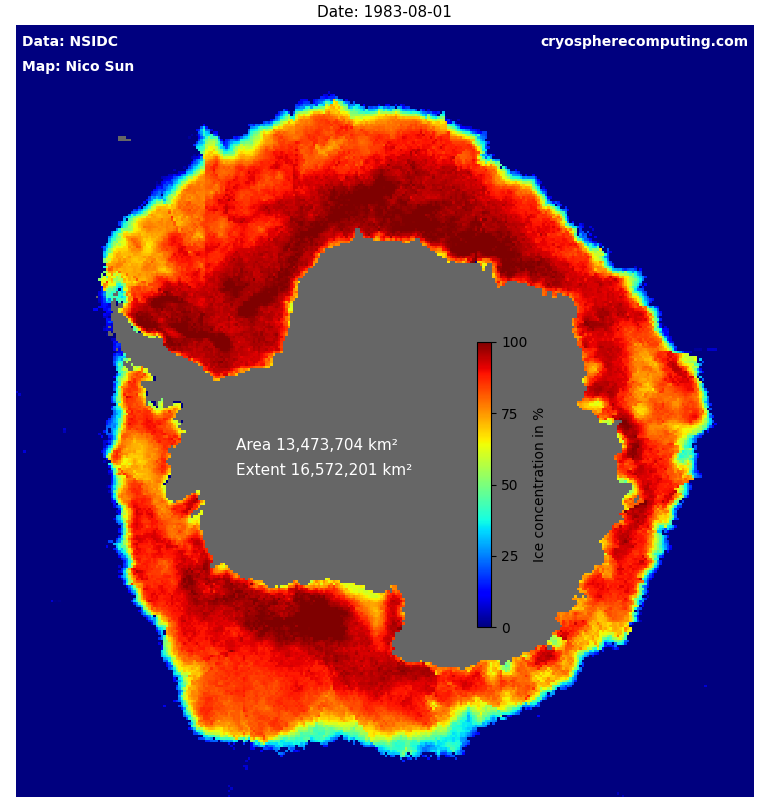 Date: 1983-08-01
Data: NSIDC
cryospherecomputing.com
Map: Nico Sun
100
75
50
25
0
Ice concentration in %
Area 13,473,704 km²
Extent 16,572,201 km²